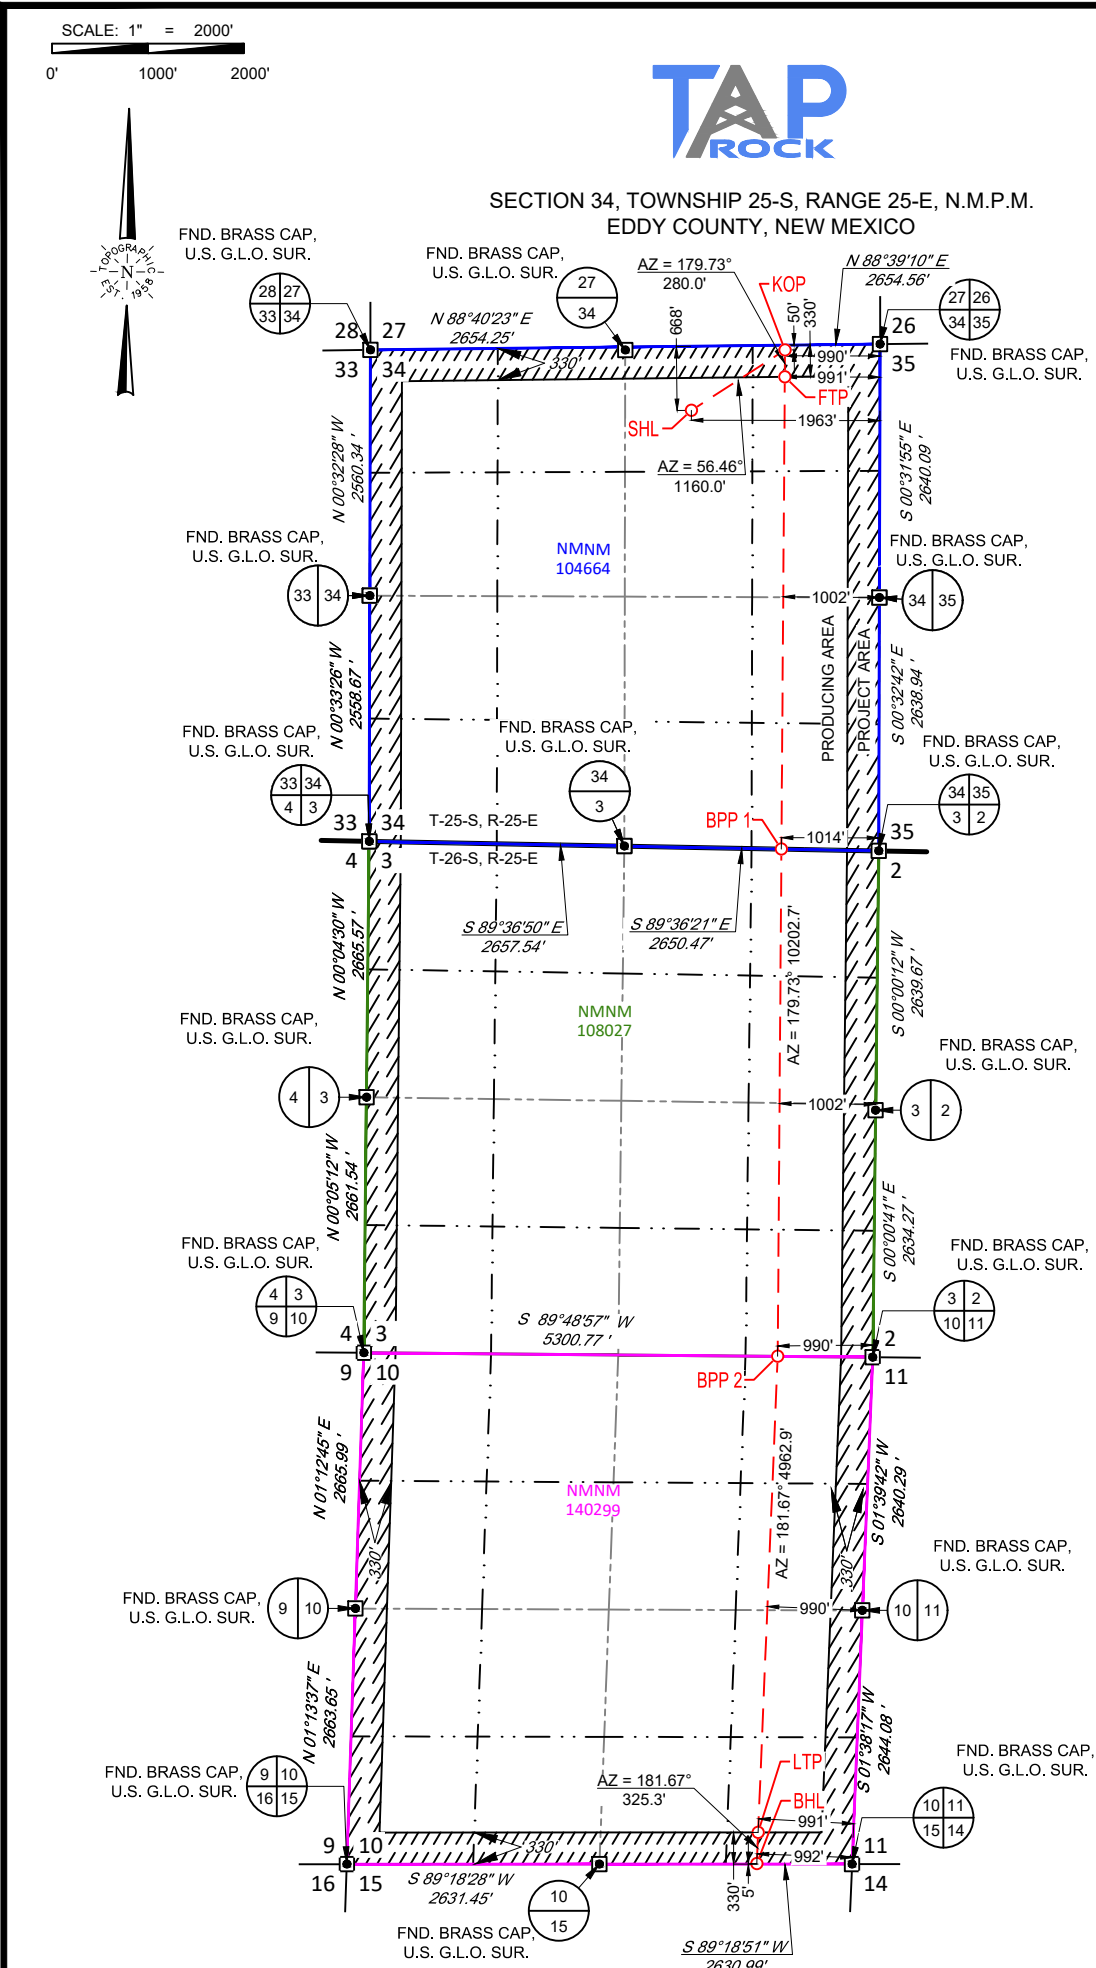 SCALE: 1" = 2000'
0' 1000' 2000'
TAP
ROCK
TOPOGRAPHIC
N
EST. 1958
SECTION 34, TOWNSHIP 25-S, RANGE 25-E, N.M.P.M.
EDDY COUNTY, NEW MEXICO
FND. BRASS CAP,
U.S. G.L.O. SUR.
28 27
33 34
FND. BRASS CAP,
U.S. G.L.O. SUR.
27
34
AZ = 179.73°
280.0'
KOP
N 88°39'10" E
2654.56'
27 26
34 35
FND. BRASS CAP,
U.S. G.L.O. SUR.
28 27
33 34
N 88°40'23" E
2654.25'
330'
668'
50'
330'
990'
991'
26
35
FTP
SHL
1963'
AZ = 56.46°
1160.0'
N 00°32'28" W
2560.34 '
S 00°31'55" E
2640.09 '
FND. BRASS CAP,
U.S. G.L.O. SUR.
33 34
NMNM
104664
1002'
FND. BRASS CAP,
U.S. G.L.O. SUR.
34 35
PRODUCING AREA
PROJECT AREA
N 00°33'26" W
2558.67 '
S 00°32'42" E
2638.94 '
FND. BRASS CAP,
U.S. G.L.O. SUR.
33 34
4 3
FND. BRASS CAP,
U.S. G.L.O. SUR.
34
3
FND. BRASS CAP,
U.S. G.L.O. SUR.
34 35
3 2
33 34
4 3
T-25-S, R-25-E
T-26-S, R-25-E
BPP 1
1014'
35
2
S 89°36'50" E
2657.54'
S 89°36'21" E
2650.47'
N 00°04'30" W
2665.57 '
AZ = 179.73° 10202.7'
S 00°00'12" W
2639.67 '
FND. BRASS CAP,
U.S. G.L.O. SUR.
4 3
NMNM
108027
1002'
FND. BRASS CAP,
U.S. G.L.O. SUR.
3 2
N 00°05'12" W
2661.54 '
S 00°00'41" E
2634.27 '
FND. BRASS CAP,
U.S. G.L.O. SUR.
4 3
9 10
FND. BRASS CAP,
U.S. G.L.O. SUR.
3 2
10 11
4 3
9 10
S 89°48'57" W
5300.77 '
990'
BPP 2
2
11
N 01°12'45" E
2665.99 '
AZ = 181.67° 4962.9'
S 01°39'42" W
2640.29 '
NMNM
140299
330'
330'
FND. BRASS CAP,
U.S. G.L.O. SUR.
9 10
990'
FND. BRASS CAP,
U.S. G.L.O. SUR.
10 11
N 01°13'37" E
2663.65 '
S 01°38'17" W
2644.08 '
FND. BRASS CAP,
U.S. G.L.O. SUR.
9 10
16 15
AZ = 181.67°
325.3'
LTP
BHL
991'
992'
FND. BRASS CAP,
U.S. G.L.O. SUR.
10 11
15 14
9 10
16 15
330'
330'
5'
11
14
S 89°18'28" W
2631.45'
10
15
FND. BRASS CAP,
U.S. G.L.O. SUR.
S 89°18'51" W
2630.99'